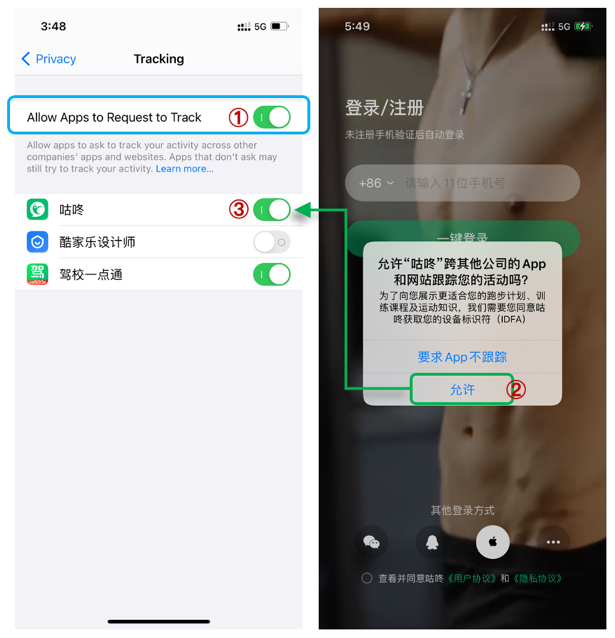 3:48
5G
Privacy
Tracking
Allow Apps to Request to Track
①
Allow apps to ask to track your activity across other
companies' apps and websites. Apps that don't ask may
still try to track your activity. Learn more...
咕咚
③
酷家乐设计师
驾校一点通
驾
5:49
5G
登录/注册
未注册手机验证后自动登录
+86
请输入11位手机号
一键登录
允许“咕咚”跨其他公司的App
和网站跟踪您的活动吗?
为了向您展示更适合您的跑步计划、训
练课程及运动知识,我们需要您同意咕
咚获取您的设备标识符(IDFA)
要求App不跟踪
允许
②
其他登录方式
查看并同意咕咚《用户协议》和《隐私协议》